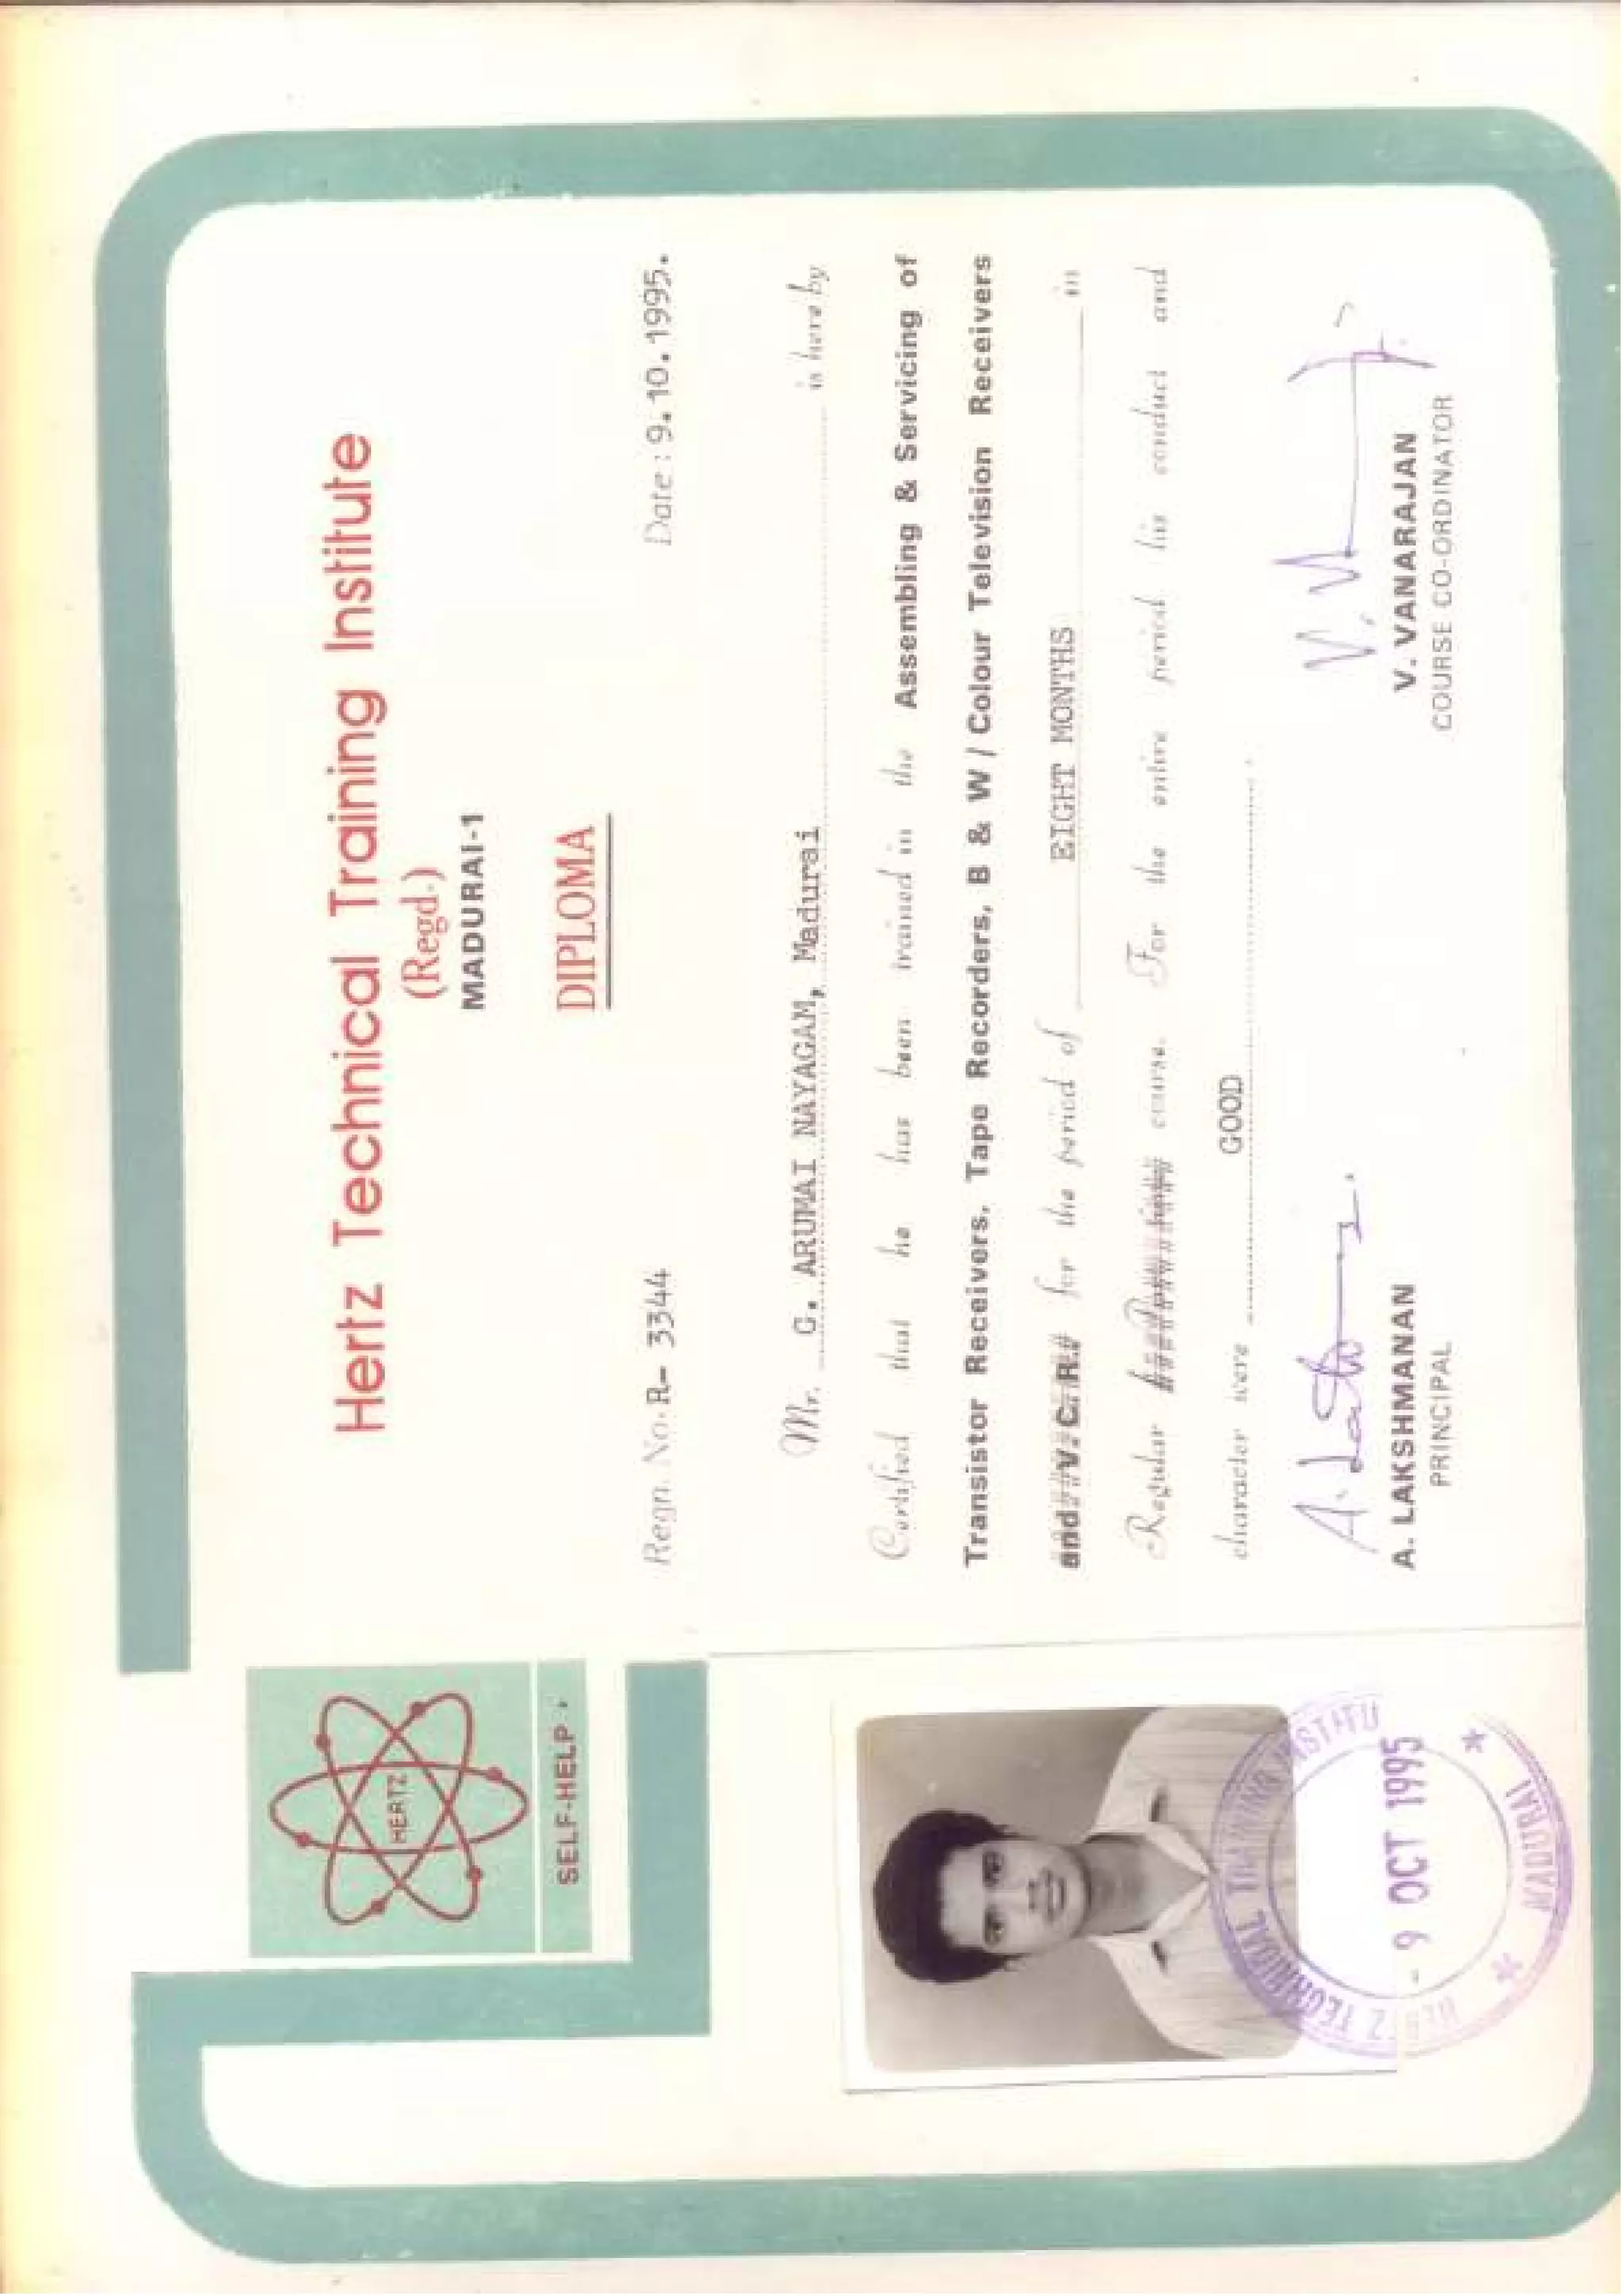 HERTZ
SELF-HELP
Hertz Technical Training Institute
(Regd.)
MADURAI-1
DIPLOMA
Regn. No. R- 3344 Date : 9.10.1995.
Mr. G. ARUMAI NAYAGAM, Madurai is here by
Certified that he has been trained in the Assembling & Servicing of
Transistor Receivers, Tape Recorders, B & W / Colour Television Receivers
and V.C.R. for the period of EIGHT MONTHS in
Regular course. For the entire period his conduct and
character were GOOD
A. LAKSHMANAN
PRINCIPAL
V. VANARAJAN
COURSE CO-ORDINATOR
HERTZ TECHNICAL TRAINING INSTITU
- 9 OCT 1995
* MADURAI *